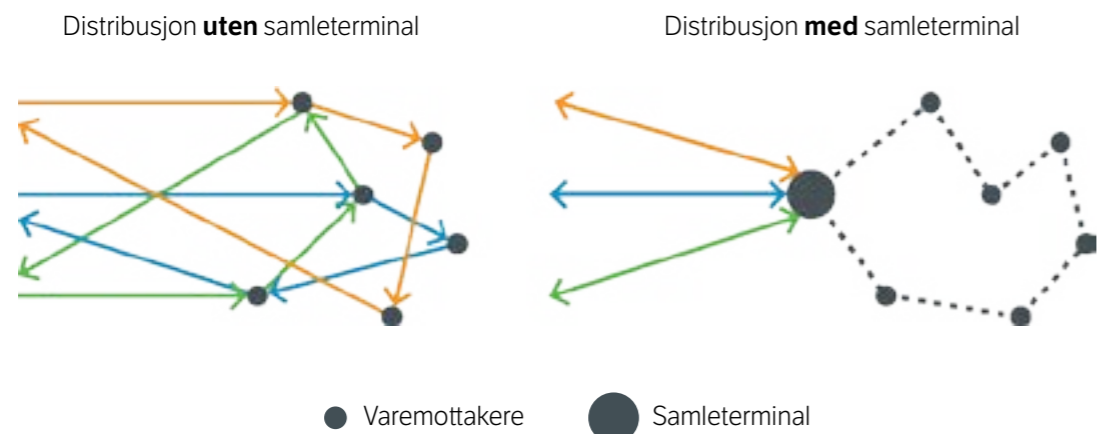 Distribusjon uten samleterminal
Distribusjon med samleterminal
Varemottakere
Samleterminal